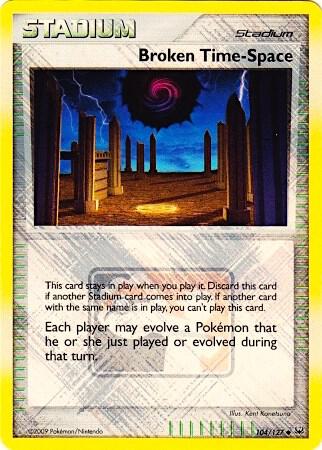 STADIUM
Stadium
Broken Time-Space
This card stays in play when you play it. Discard this card
if another Stadium card comes into play. If another card
with the same name is in play, you can't play this card.
Each player may evolve a Pokémon that
he or she just played or evolved during
that turn.
Illus. Kent Kanetsuna
©2009 Pokémon/Nintendo
104/127